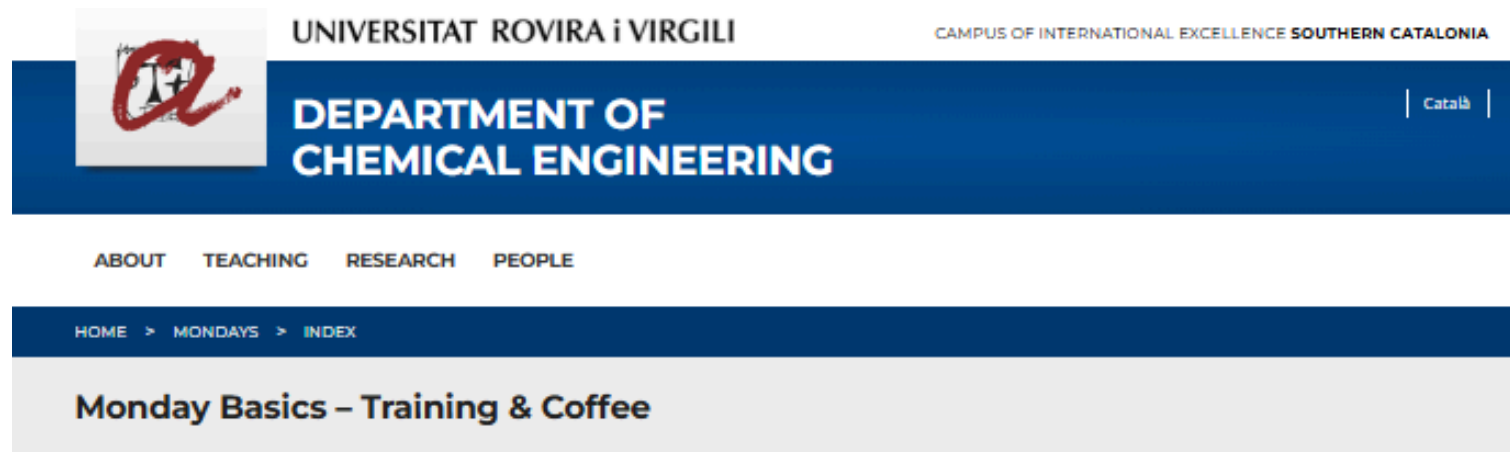 UNIVERSITAT ROVIRA i VIRGILI
CAMPUS OF INTERNATIONAL EXCELLENCE SOUTHERN CATALONIA
Català
DEPARTMENT OF
CHEMICAL ENGINEERING
ABOUT TEACHING RESEARCH PEOPLE
HOME > MONDAYS > INDEX
Monday Basics – Training & Coffee